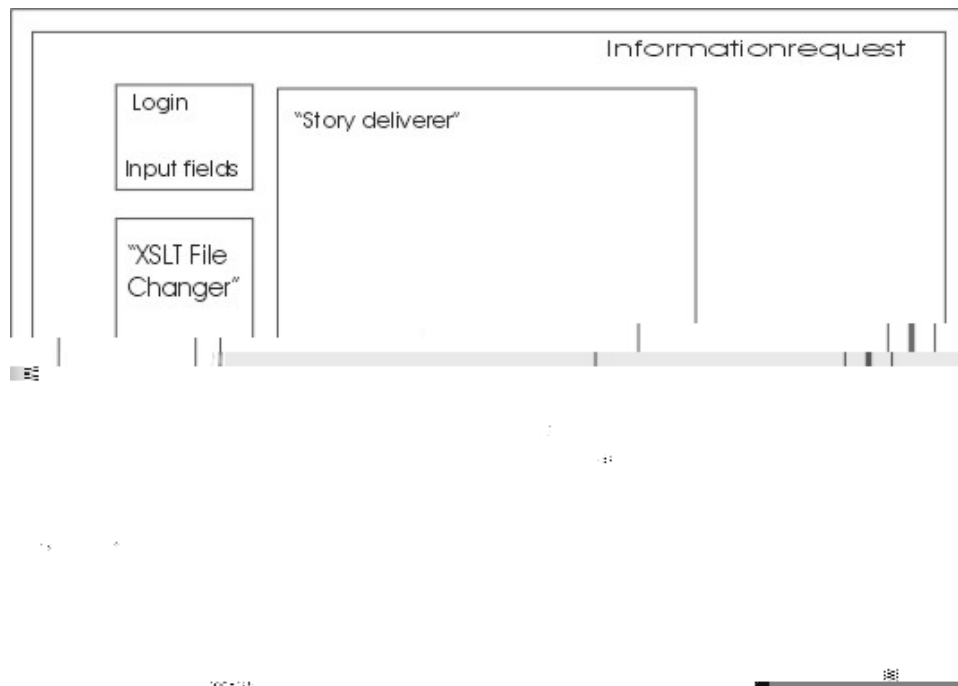 Informationrequest
Login
Input fields
"Story deliverer"
"XSLT File
Changer"